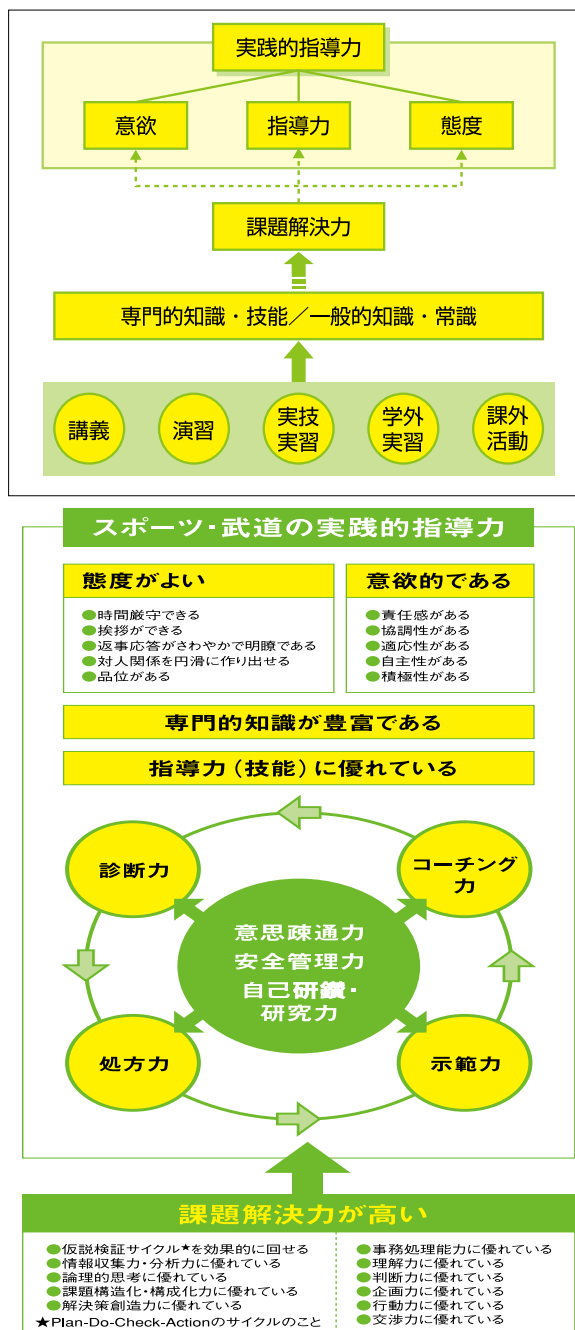 実践的指導力
意欲
指導力
態度
課題解決力
専門的知識・技能／一般的知識・常識
講義
演習
実技
実習
学外
実習
課外
活動
スポーツ・武道の実践的指導力
態度がよい
●時間厳守できる
●挨拶ができる
●返事応答がさわやかで明瞭である
●対人関係を円滑に作り出せる
●品位がある
意欲的である
●責任感がある
●協調性がある
●適応性がある
●自主性がある
●積極性がある
専門的知識が豊富である
指導力（技能）に優れている
診断力
コーチング
力
意思疎通力
安全管理力
自己研鑽・
研究力
処方力
示範力
課題解決力が高い
●仮説検証サイクル★を効果的に回せる
●情報収集力・分析力に優れている
●論理的思考に優れている
●課題構造化・構成化力に優れている
●解決策創造力に優れている
★Plan-Do-Check-Actionのサイクルのこと
●事務処理能力に優れている
●理解力に優れている
●判断力に優れている
●企画力に優れている
●行動力に優れている
●交渉力に優れている